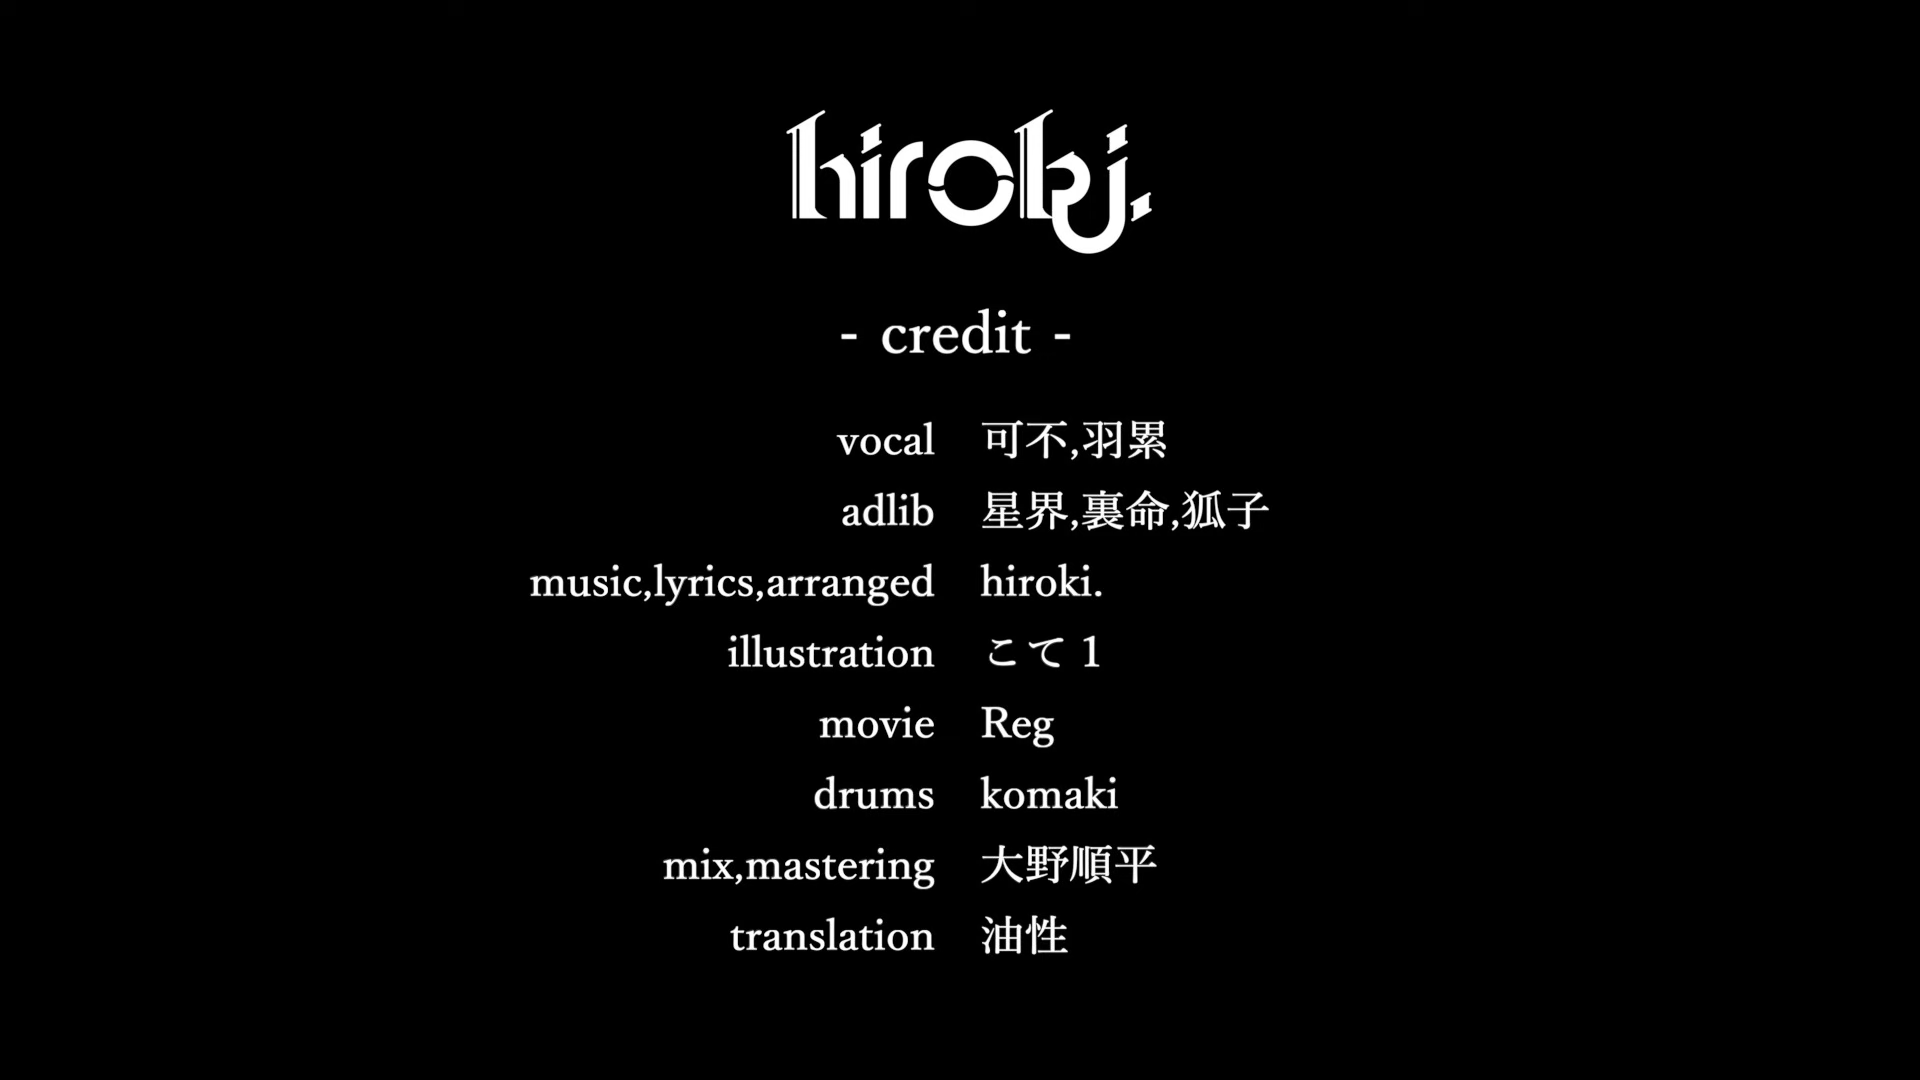 hiroki.
- credit -
vocal 可不,羽累
adlib 星界,裏命,狐子
music,lyrics,arranged hiroki.
illustration こて1
movie Reg
drums komaki
mix,mastering 大野順平
translation 油性